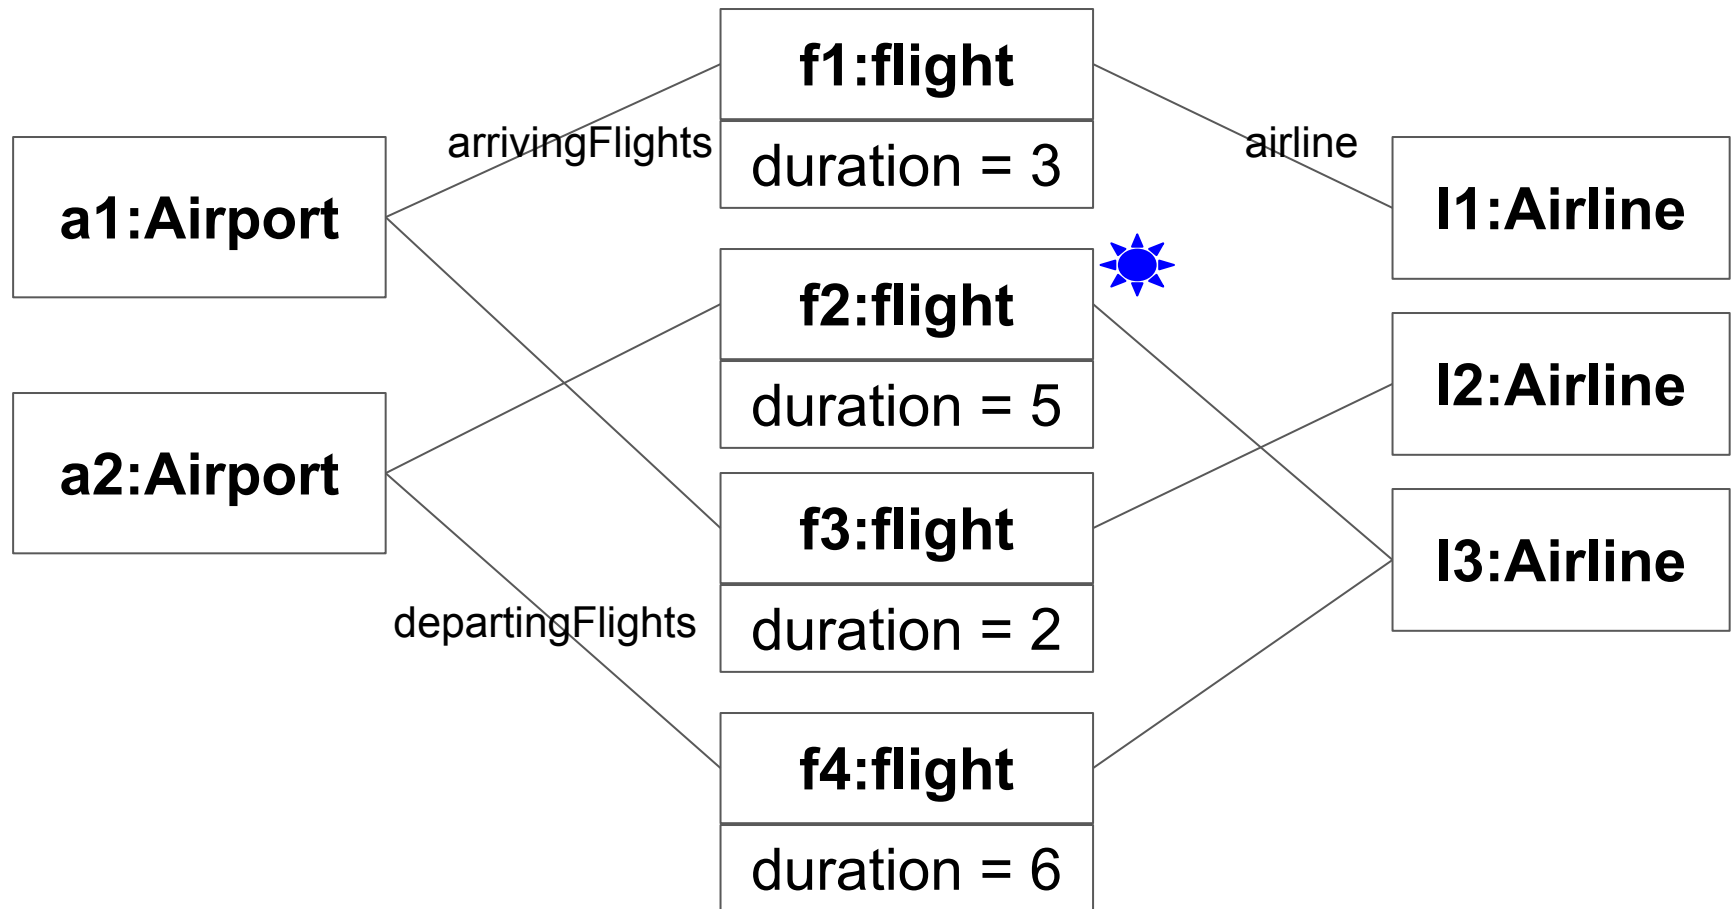 f1:flight
duration = 3
arrivingFlights
airline
a1:Airport
l1:Airline
f2:flight
duration = 5
l2:Airline
a2:Airport
f3:flight
duration = 2
l3:Airline
departingFlights
f4:flight
duration = 6